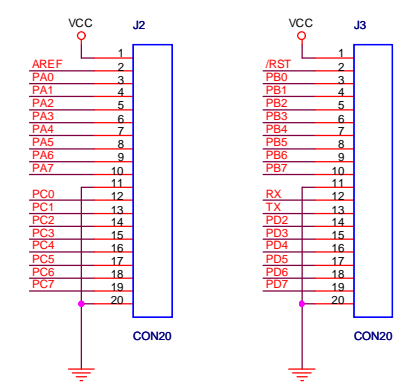 VCC J2
1
AREF 2
PA0 3
PA1 4
PA2 5
PA3 6
PA4 7
PA5 8
PA6 9
PA7 10
11
PC0 12
PC1 13
PC2 14
PC3 15
PC4 16
PC5 17
PC6 18
PC7 19
20
CON20
VCC J3
1
/RST 2
PB0 3
PB1 4
PB2 5
PB3 6
PB4 7
PB5 8
PB6 9
PB7 10
11
RX 12
TX 13
PD2 14
PD3 15
PD4 16
PD5 17
PD6 18
PD7 19
20
CON20